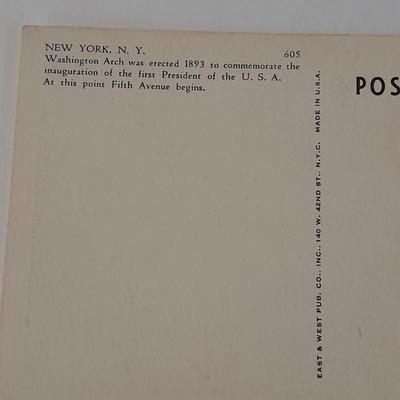 NEW YORK, N. Y. 605
Washington Arch was erected 1893 to commemorate the
inauguration of the first President of the U. S. A.
At this point Fifth Avenue begins.
EAST & WEST PUB. CO., INC., 140 W. 42ND ST., N.Y.C. MADE IN U.S.A.
POS